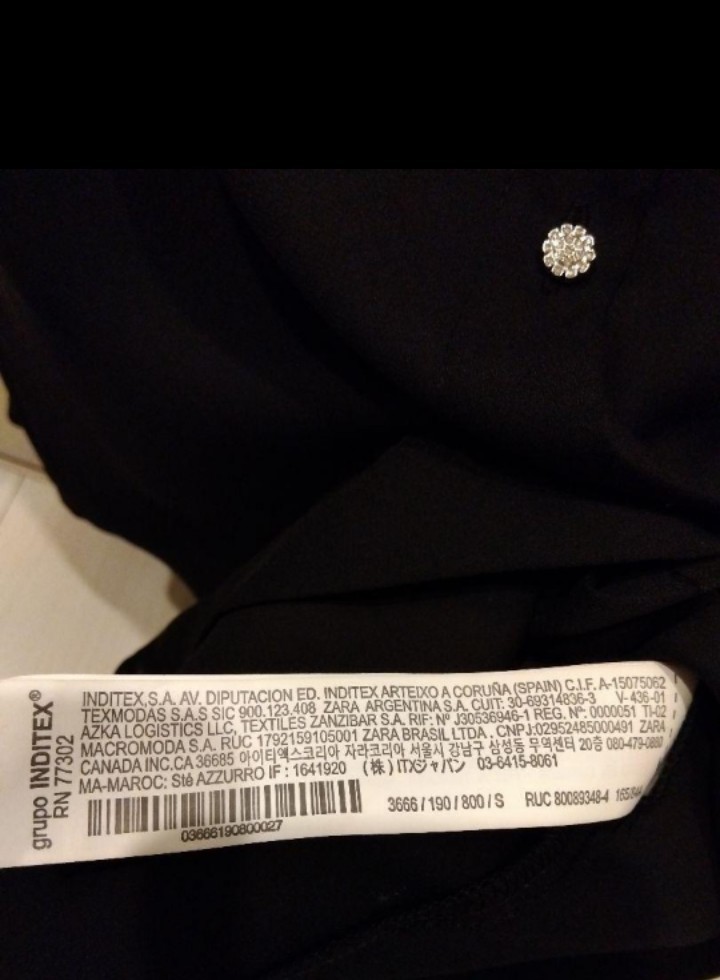 grupo INDITEX®
RN 77302
INDITEX,S.A. AV. DIPUTACION ED. INDITEX ARTEIXO A CORUÑA (SPAIN) C.I.F. A-15075062
TEXMODAS S.A.S SIC 900.123.408 ZARA ARGENTINA S.A. CUIT: 30-69314836-3 V-436-01
AZKA LOGISTICS LLC, TEXTILES ZANZIBAR S.A. RIF: Nº J30536946-1 REG. Nº: 0000051 TI-02
MACROMODA S.A. RUC 1792159105001 ZARA BRASIL LTDA . CNPJ:02952485000491 ZARA
CANADA INC.CA 36685 아이티엑스코리아 자라코리아 서울시 강남구 삼성동 무역센터 20층 080-479-0880
MA-MAROC: Sté AZZURRO IF : 1641920 (株) ITXジャパン 03-6415-8061
3666 / 190 / 800 / S RUC 80089348-4
03666190800027